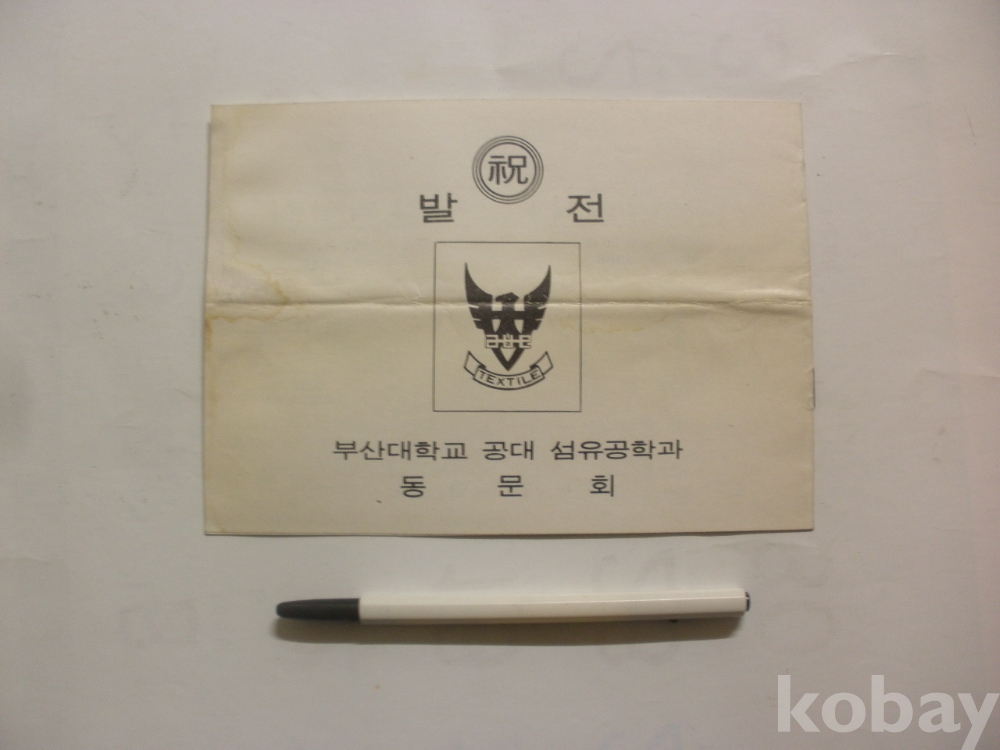 祝
발 전
TEXTILE
부산대학교 공대 섬유공학과
동 문 회
kobay